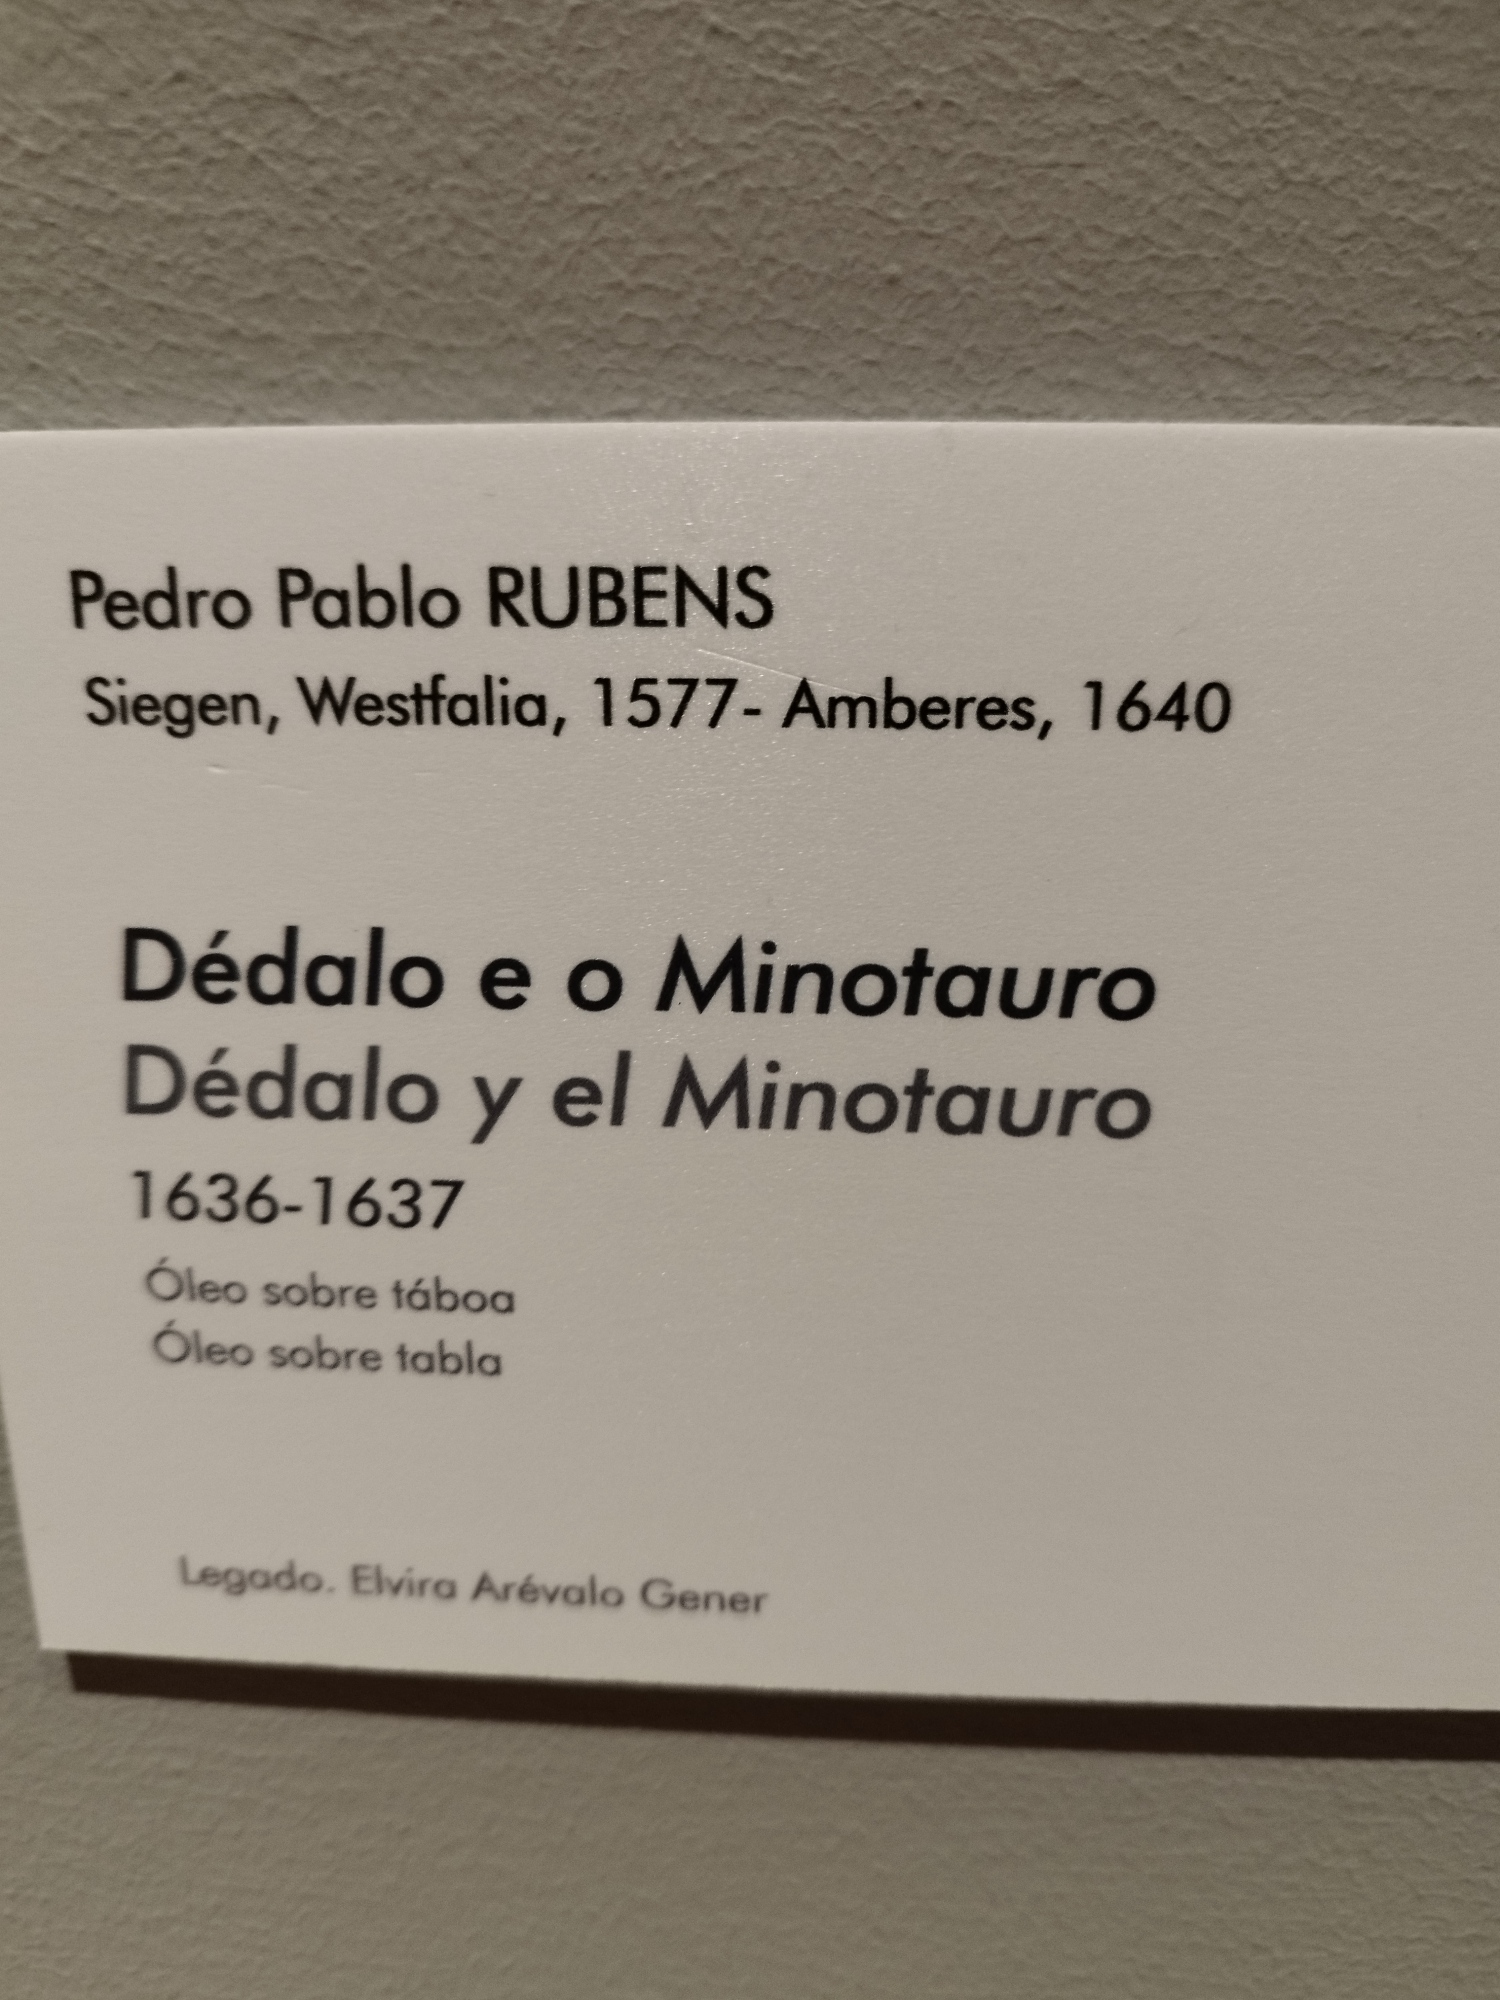 Pedro Pablo RUBENS
Siegen, Westfalia, 1577- Amberes, 1640
Dédalo e o Minotauro
Dédalo y el Minotauro
1636-1637
Óleo sobre táboa
Óleo sobre tabla
Legado. Elvira Arévalo Gener